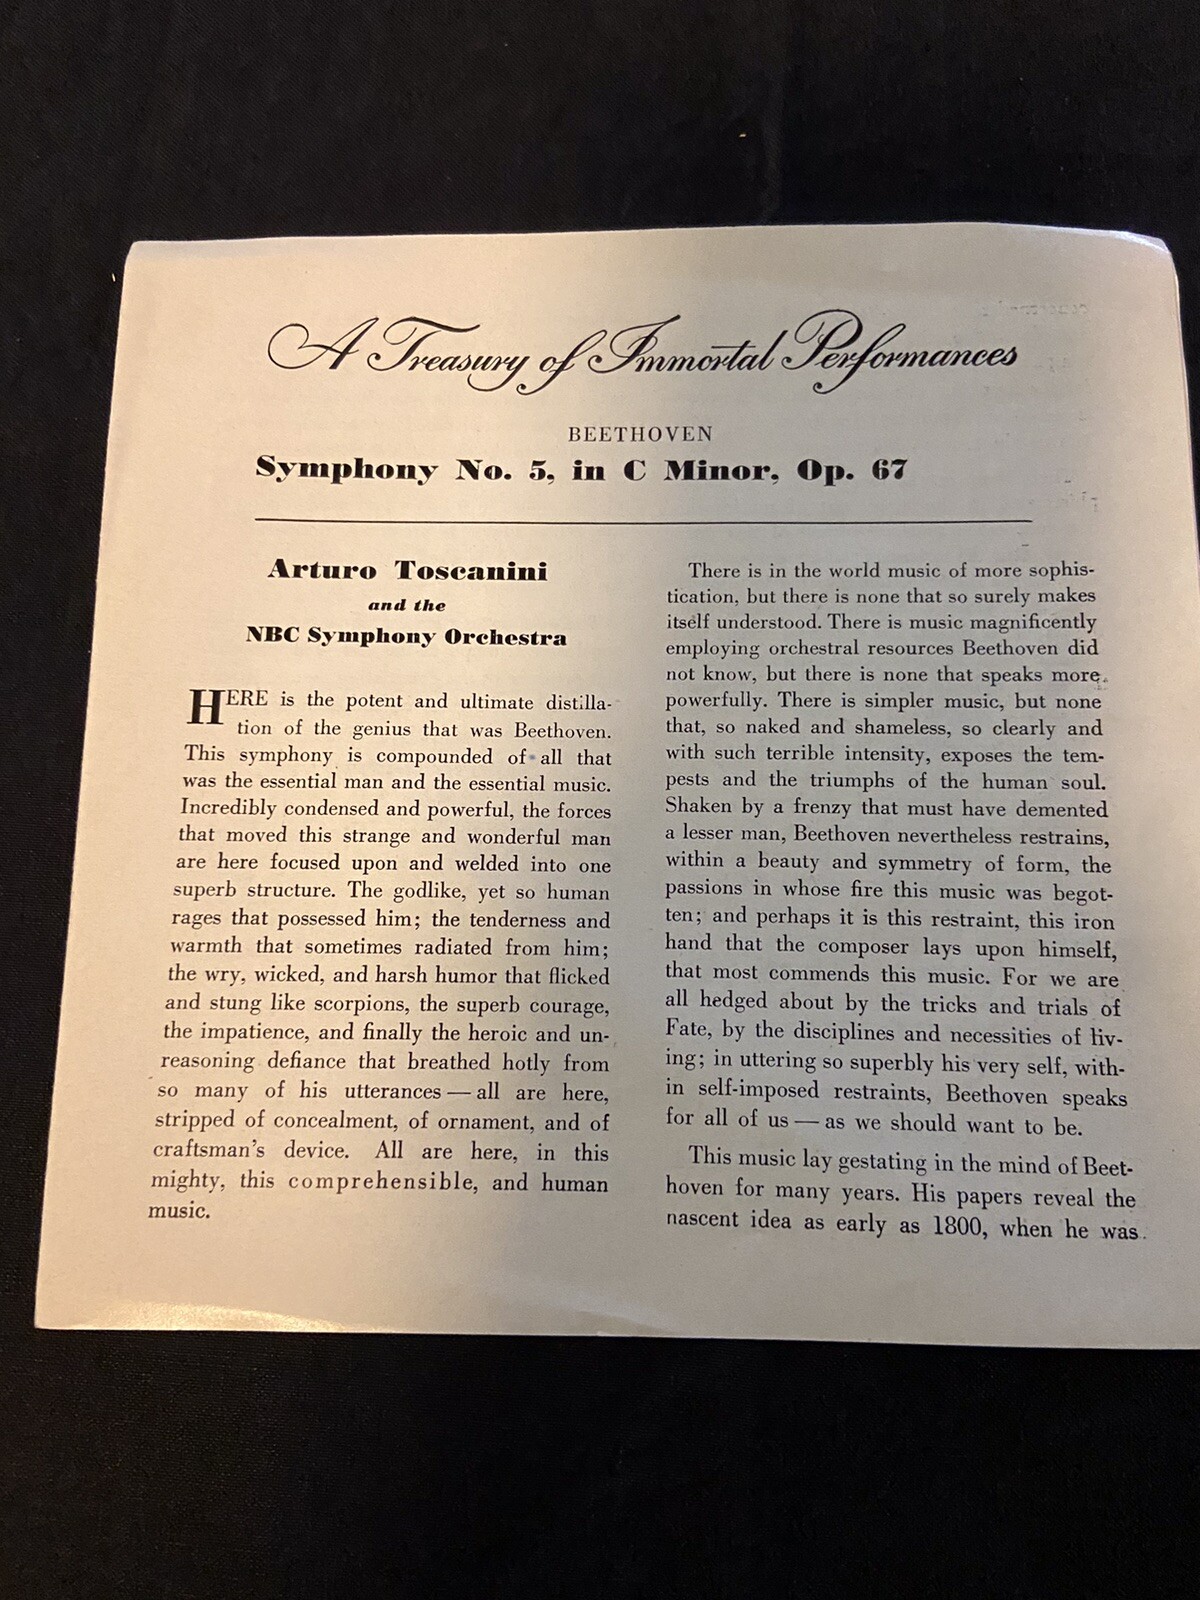 A Treasury of Immortal Performances
BEETHOVEN
Symphony No. 5, in C Minor, Op. 67
Arturo Toscanini
and the
NBC Symphony Orchestra
HERE is the potent and ultimate distilla-
tion of the genius that was Beethoven.
This symphony is compounded of all that
was the essential man and the essential music.
Incredibly condensed and powerful, the forces
that moved this strange and wonderful man
are here focused upon and welded into one
superb structure. The godlike, yet so human
rages that possessed him; the tenderness and
warmth that sometimes radiated from him;
the wry, wicked, and harsh humor that flicked
and stung like scorpions, the superb courage,
the impatience, and finally the heroic and un-
reasoning defiance that breathed hotly from
so many of his utterances — all are here,
stripped of concealment, of ornament, and of
craftsman's device. All are here, in this
mighty, this comprehensible, and human
music.
There is in the world music of more sophis-
tication, but there is none that so surely makes
itself understood. There is music magnificently
employing orchestral resources Beethoven did
not know, but there is none that speaks more
powerfully. There is simpler music, but none
that, so naked and shameless, so clearly and
with such terrible intensity, exposes the tem-
pests and the triumphs of the human soul.
Shaken by a frenzy that must have demented
a lesser man, Beethoven nevertheless restrains,
within a beauty and symmetry of form, the
passions in whose fire this music was begot-
ten; and perhaps it is this restraint, this iron
hand that the composer lays upon himself,
that most commends this music. For we are
all hedged about by the tricks and trials of
Fate, by the disciplines and necessities of liv-
ing; in uttering so superbly his very self, with-
in self-imposed restraints, Beethoven speaks
for all of us — as we should want to be.
This music lay gestating in the mind of Beet-
hoven for many years. His papers reveal the
nascent idea as early as 1800, when he was